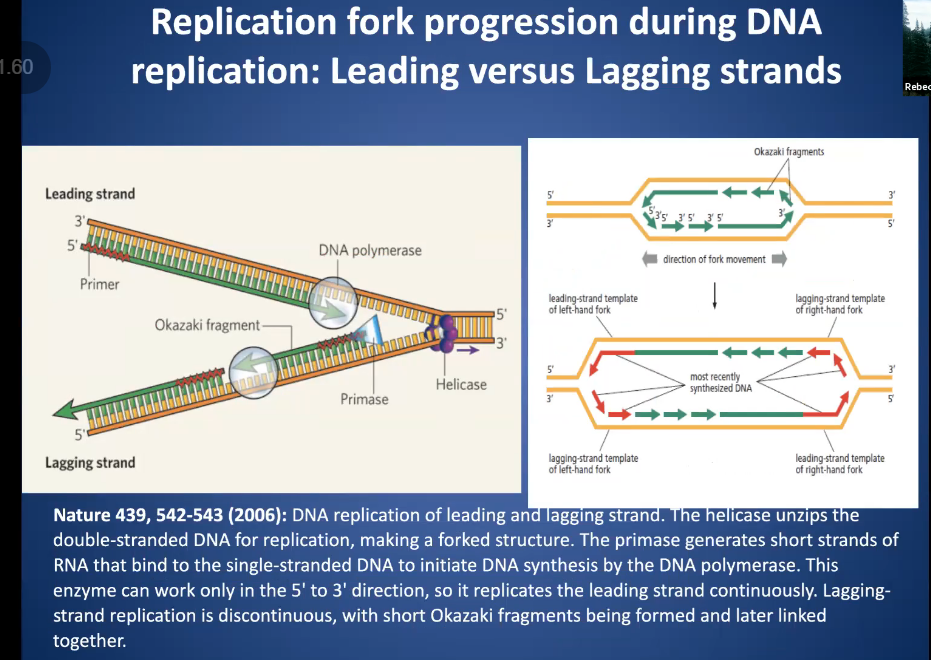 Replication fork progression during DNA
replication: Leading versus Lagging strands
1.60
Rebec
Leading strand
3'
5'
Primer
DNA polymerase
Okazaki fragment
5'
3'
Helicase
Primase
5'
Lagging strand
Okazaki fragments
5'
3'
3'
5'
5'
3' 5'
3' 5'
3' 5'
3'
direction of fork movement
leading-strand template
of left-hand fork
lagging-strand template
of right-hand fork
5'
3'
most recently
synthesized DNA
3'
5'
lagging-strand template
of left-hand fork
leading-strand template
of right-hand fork
Nature 439, 542-543 (2006): DNA replication of leading and lagging strand. The helicase unzips the
double-stranded DNA for replication, making a forked structure. The primase generates short strands of
RNA that bind to the single-stranded DNA to initiate DNA synthesis by the DNA polymerase. This
enzyme can work only in the 5' to 3' direction, so it replicates the leading strand continuously. Lagging-
strand replication is discontinuous, with short Okazaki fragments being formed and later linked
together.